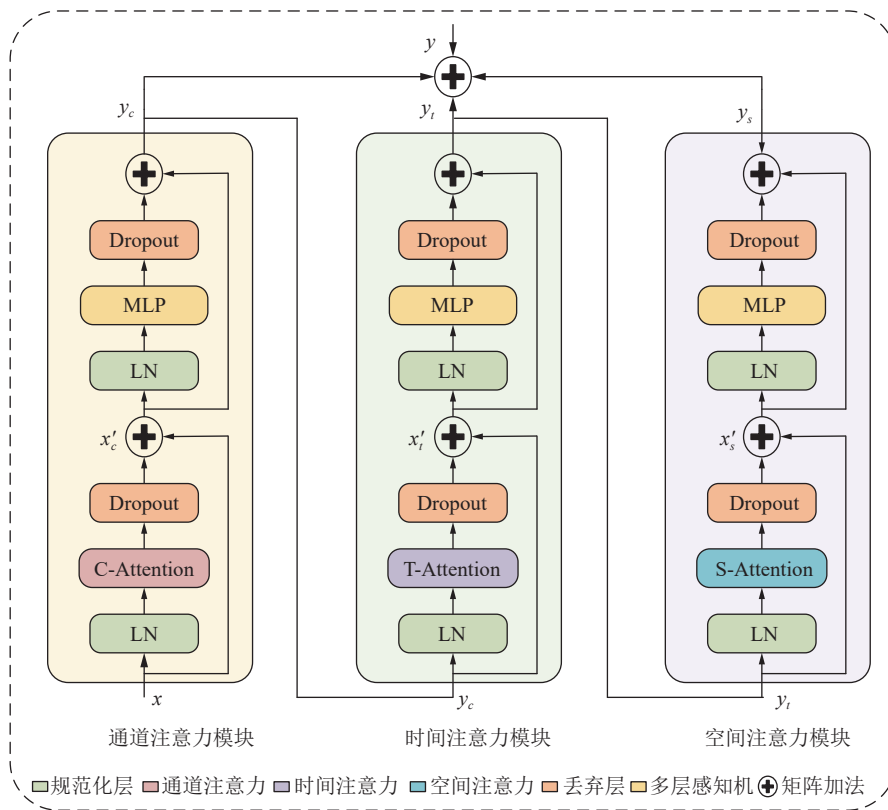 y
y_c y_t y_s
Dropout Dropout Dropout
MLP MLP MLP
LN LN LN
x'_c x'_t x'_s
Dropout Dropout Dropout
C-Attention T-Attention S-Attention
LN LN LN
x y_c y_t
通道注意力模块 时间注意力模块 空间注意力模块
规范化层 通道注意力 时间注意力 空间注意力 丢弃层 多层感知机 矩阵加法